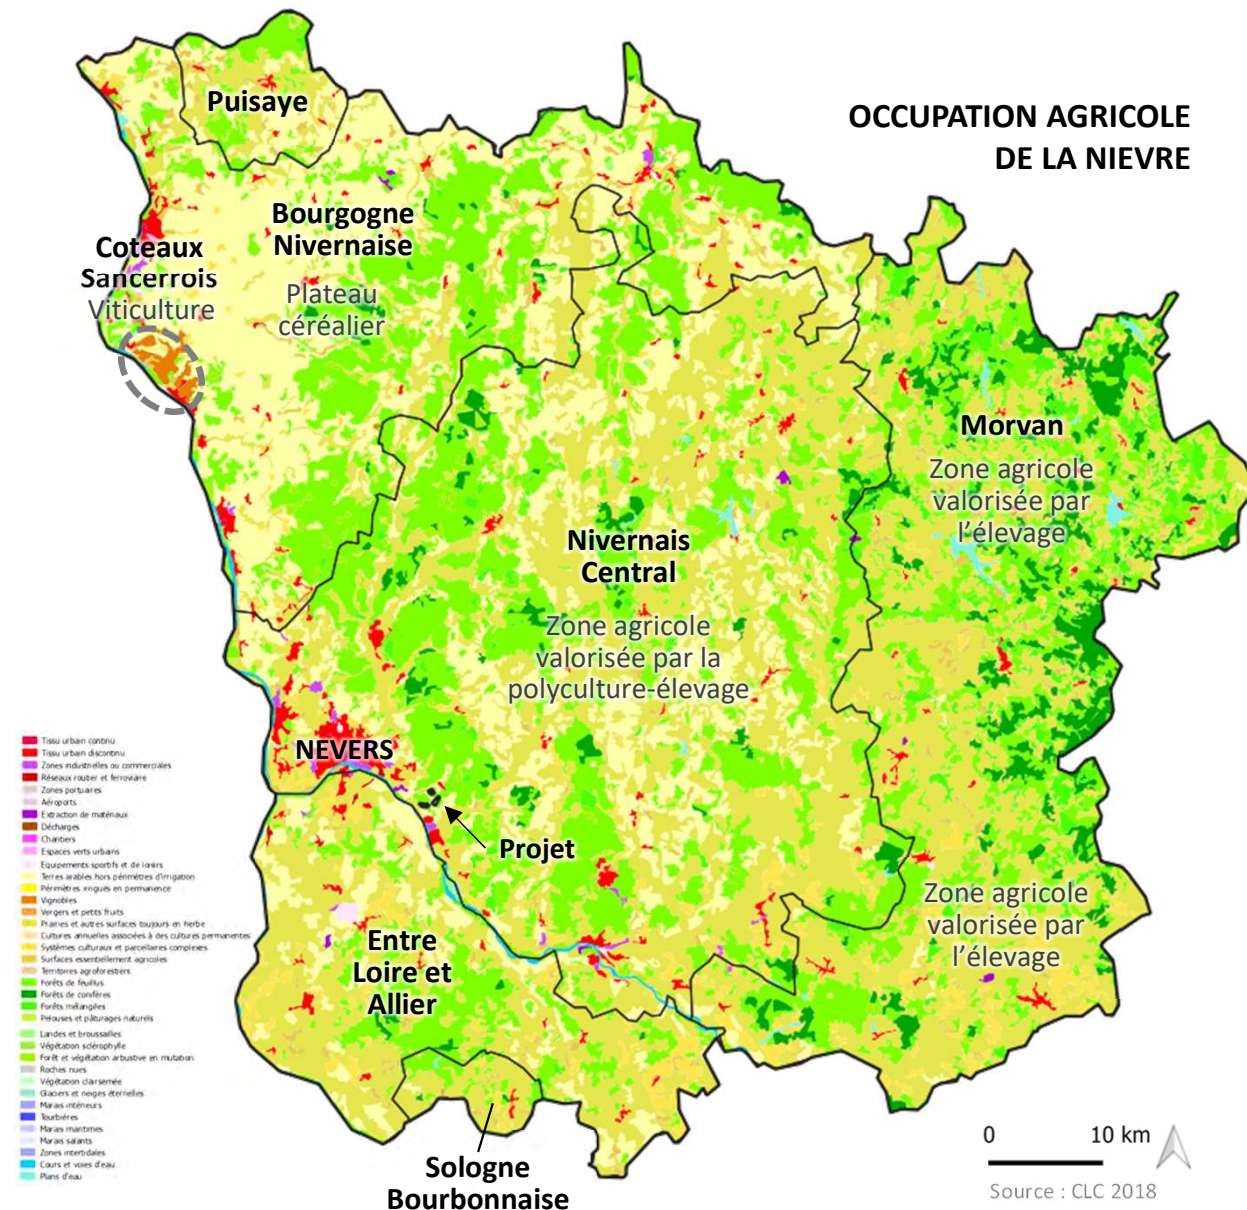 OCCUPATION AGRICOLE
DE LA NIEVRE
Puisaye
Bourgogne
Nivernaise
Plateau
céréalier
Coteaux
Sancerrois
Viticulture
Morvan
Zone agricole
valorisée par
l'élevage
Nivernais
Central
Zone agricole
valorisée par la
polyculture-élevage
NEVERS
Projet
Entre
Loire et
Allier
Zone agricole
valorisée par
l'élevage
Sologne
Bourbonnaise
Tissu urbain continu
Tissu urbain discontinu
Zones industrielles ou commerciales
Réseaux routier et ferroviaire
Zones portuaires
Aéroports
Extraction de matériaux
Décharges
Chantiers
Espaces verts urbains
Equipements sportifs et de loisirs
Terres arables hors périmètres d'irrigation
Périmètres irrigués en permanence
Vignobles
Vergers et petits fruits
Prairies et autres surfaces toujours en herbe
Cultures annuelles associées à des cultures permanentes
Systèmes culturaux et parcellaires complexes
Surfaces essentiellement agricoles
Territoires agroforestiers
Forêts de feuillus
Forêts de conifères
Forêts mélangées
Pelouses et pâturages naturels
Landes et broussailles
Végétation sclérophylle
Forêt et végétation arbustive en mutation
Roches nues
Végétation clairsemée
Glaciers et neiges éternelles
Marais intérieurs
Tourbières
Marais maritimes
Marais salants
Zones intertidales
Cours et voies d'eau
Plans d'eau
0 10 km
Source : CLC 2018